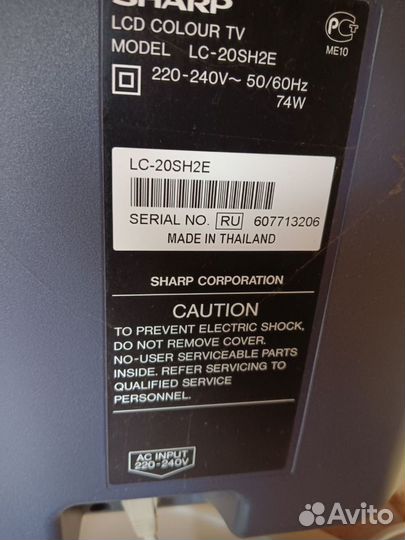 SHARP
LCD COLOUR TV
MODEL LC-20SH2E
220-240V~ 50/60Hz
74W
ME10
LC-20SH2E
SERIAL NO. RU 607713206
MADE IN THAILAND
SHARP CORPORATION
CAUTION
TO PREVENT ELECTRIC SHOCK,
DO NOT REMOVE COVER.
NO-USER SERVICEABLE PARTS
INSIDE. REFER SERVICING TO
QUALIFIED SERVICE
PERSONNEL.
AC INPUT
220-240V
Avito